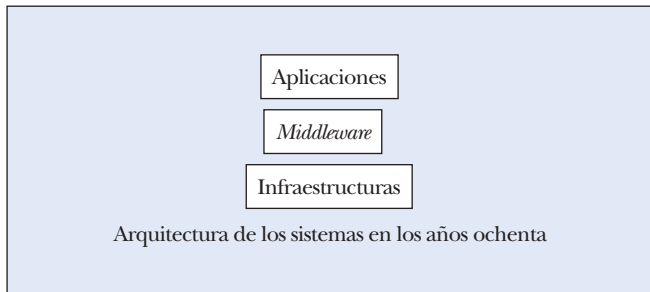 Aplicaciones
Middleware
Infraestructuras
Arquitectura de los sistemas en los años ochenta